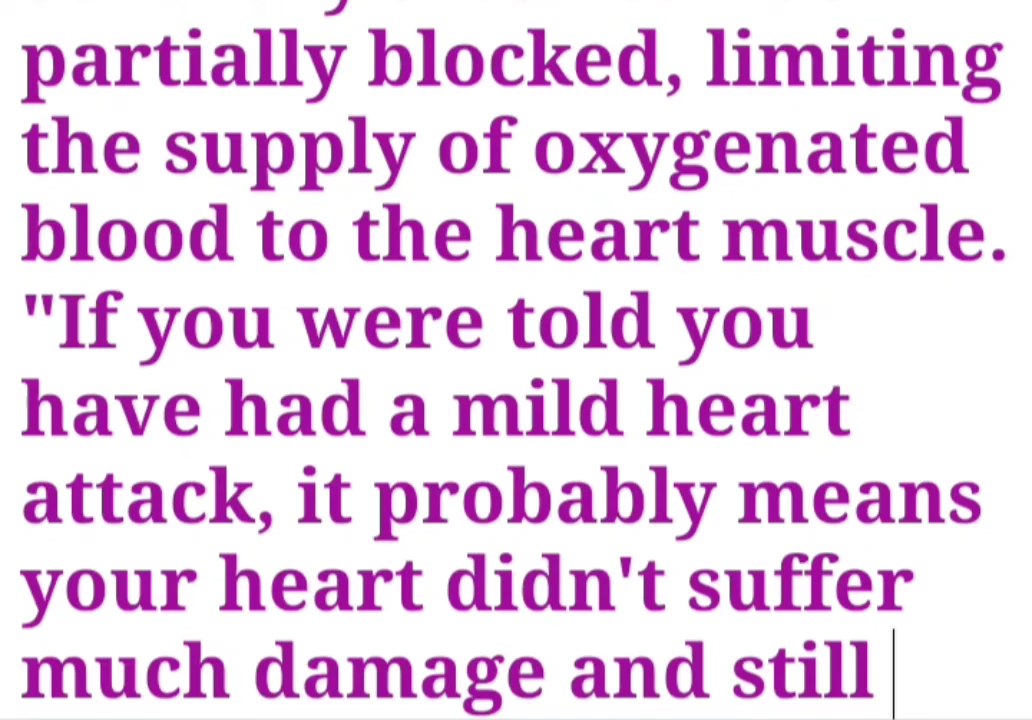 partially blocked, limiting
the supply of oxygenated
blood to the heart muscle.
"If you were told you
have had a mild heart
attack, it probably means
your heart didn't suffer
much damage and still